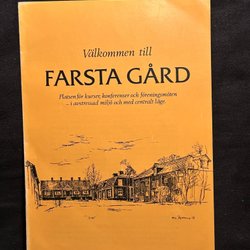 Välkommen till
FARSTA GÅRD
Platsen för kurser, konferenser och föreningsmöten
– i avstressad miljö och med centralt läge.